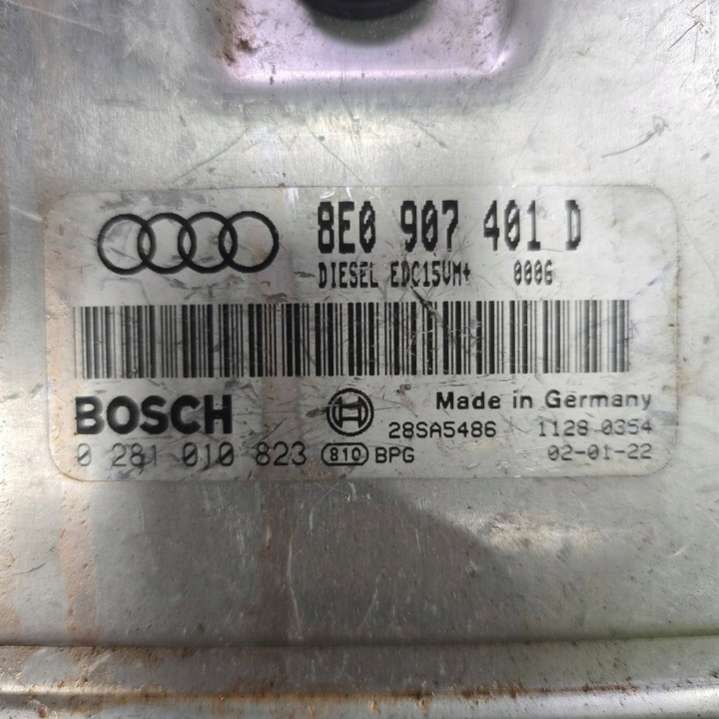 8E0 907 401 D
DIESEL EDC15VM+ 0006
BOSCH Made in Germany
28SA5486 1128 0354
0 281 010 823 810 BPG 02-01-22